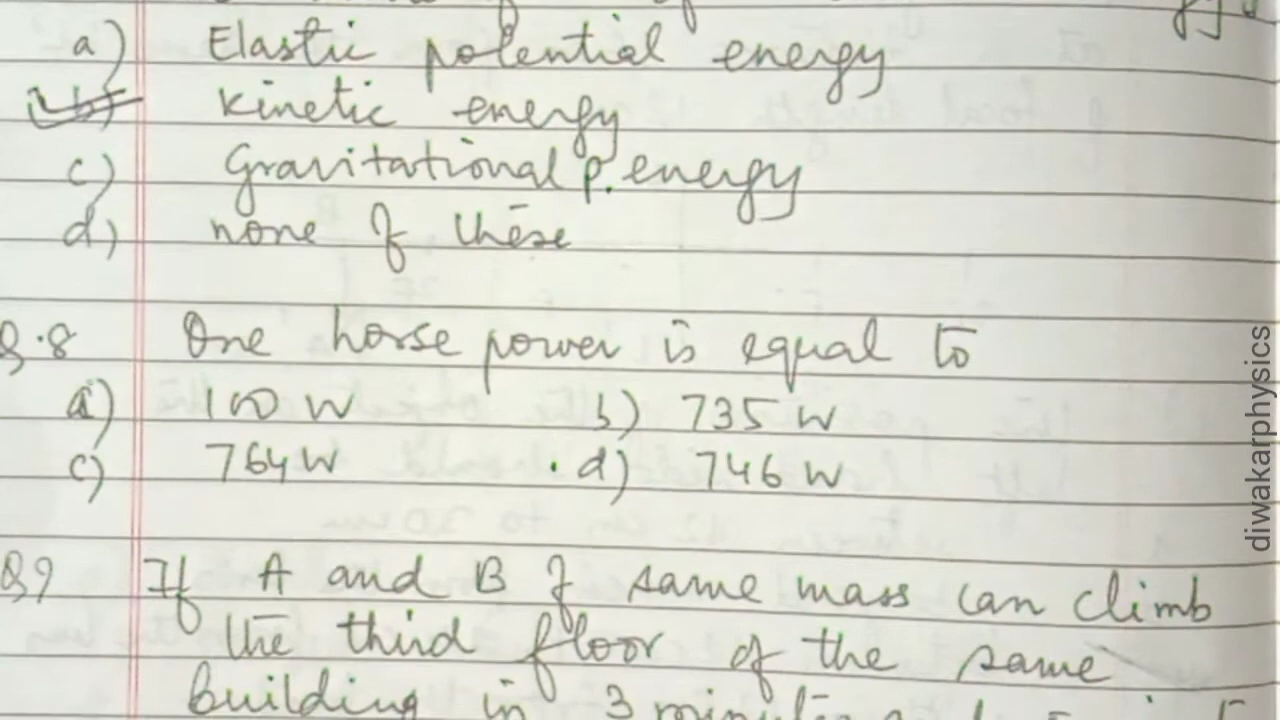 a) Elastic potential energy
b) kinetic energy
c) Gravitational p. energy
d) none of these
Q.8 One horse power is equal to
a) 100 W b) 735 W
c) 764 W d) 746 W
Q9 If A and B of same mass can climb
the third floor of the same
building in 3 minutes
diwakarphysics